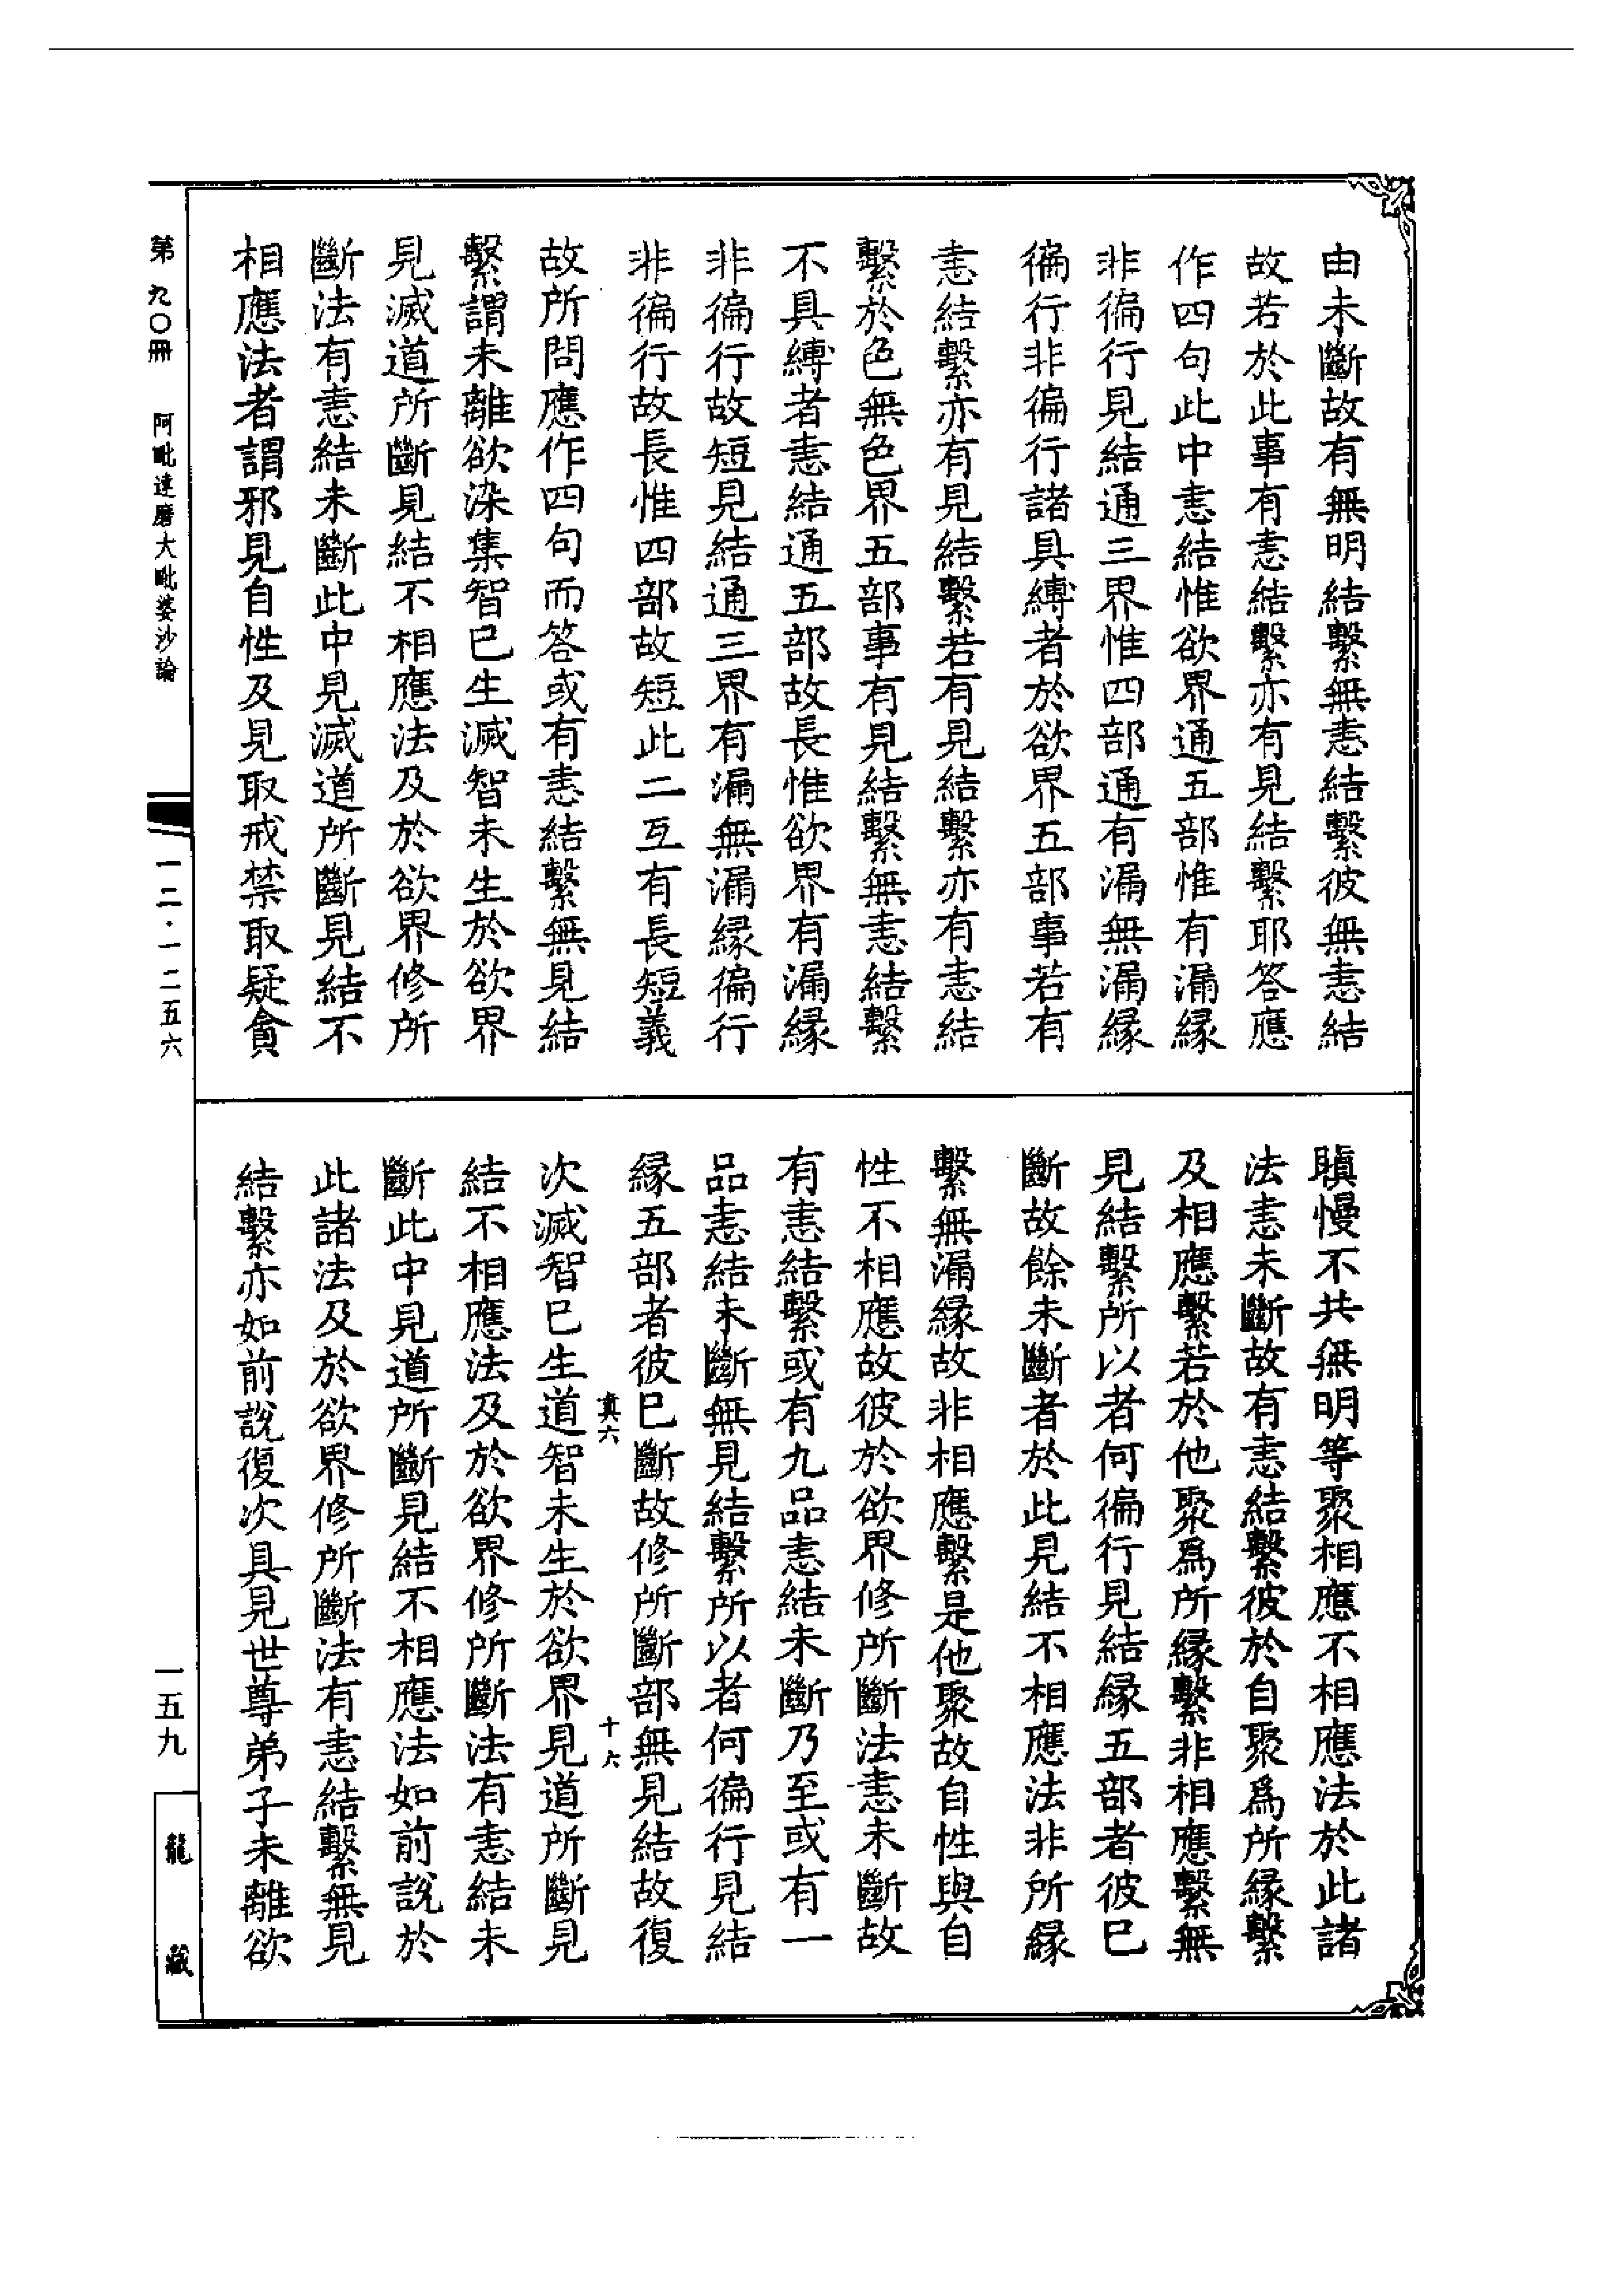 由未斷故有無明結繫無恚結繫彼無恚結
故若於此事有恚結繫亦有見結繫耶答應
作四句此中恚結惟欲界通五部惟有漏緣
非徧行見結通三界惟四部通有漏無漏緣
徧行非徧行諸具縛者於欲界五部事若有
恚結繫亦有見結繫若有見結繫亦有恚結
繫於色無色界五部事有見結繫無恚結繫
不具縛者恚結通五部故長惟欲界有漏緣
非徧行故短見結通三界有漏無漏緣徧行
非徧行故長惟四部故短此二互有長短義
故所問應作四句而答或有恚結繫無見結
繫謂未離欲染集智已生滅智未生於欲界
見滅道所斷見結不相應法及於欲界修所
斷法有恚結未斷此中見滅道所斷見結不
相應法者謂邪見自性及見取戒禁取疑貪
瞋慢不共無明等聚相應不相應法於此諸
法恚未斷故有恚結繫彼於自聚爲所緣繫
及相應繫若於他聚爲所緣繫非相應繫無
見結繫所以者何徧行見結緣五部者彼已
斷故餘未斷者於此見結不相應法非所緣
繫無漏緣故非相應繫是他聚故自性與自
性不相應故彼於欲界修所斷法恚未斷故
有恚結繫或有九品恚結未斷乃至或有一
品恚結未斷無見結繫所以者何徧行見結
緣五部者彼已斷故修所斷部無見結故復
真六 十六
次滅智已生道智未生於欲界見道所斷見
結不相應法及於欲界修所斷法有恚結未
斷此中見道所斷見結不相應法如前說於
此諸法及於欲界修所斷法有恚結繫無見
結繫亦如前說復次具見世尊弟子未離欲
第九〇冊 阿毗達磨大毗婆沙論
一二·一二五六
一五九
龍藏